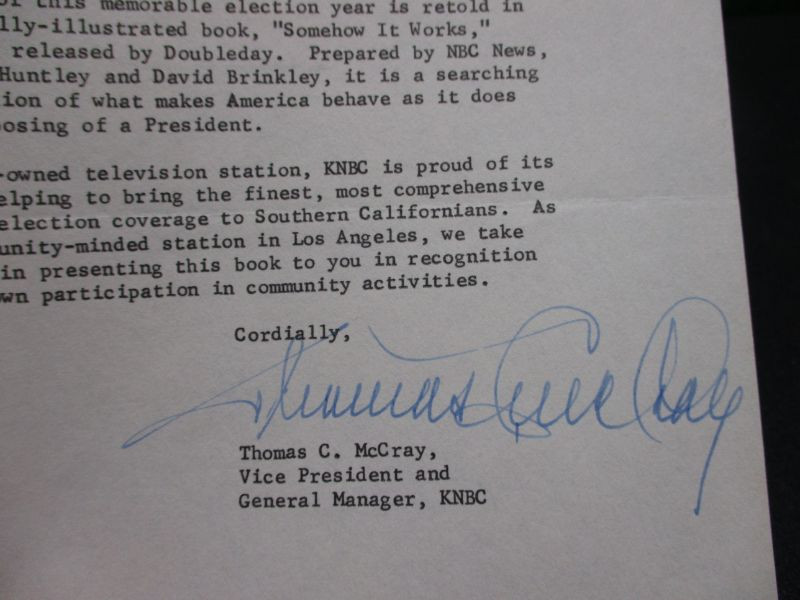 of this memorable election year is retold in
lly-illustrated book, "Somehow It Works,"
released by Doubleday. Prepared by NBC News,
Huntley and David Brinkley, it is a searching
ion of what makes America behave as it does
osing of a President.
-owned television station, KNBC is proud of its
elping to bring the finest, most comprehensive
election coverage to Southern Californians. As
unity-minded station in Los Angeles, we take
in presenting this book to you in recognition
wn participation in community activities.
Cordially,
Thomas C McCray
Thomas C. McCray,
Vice President and
General Manager, KNBC